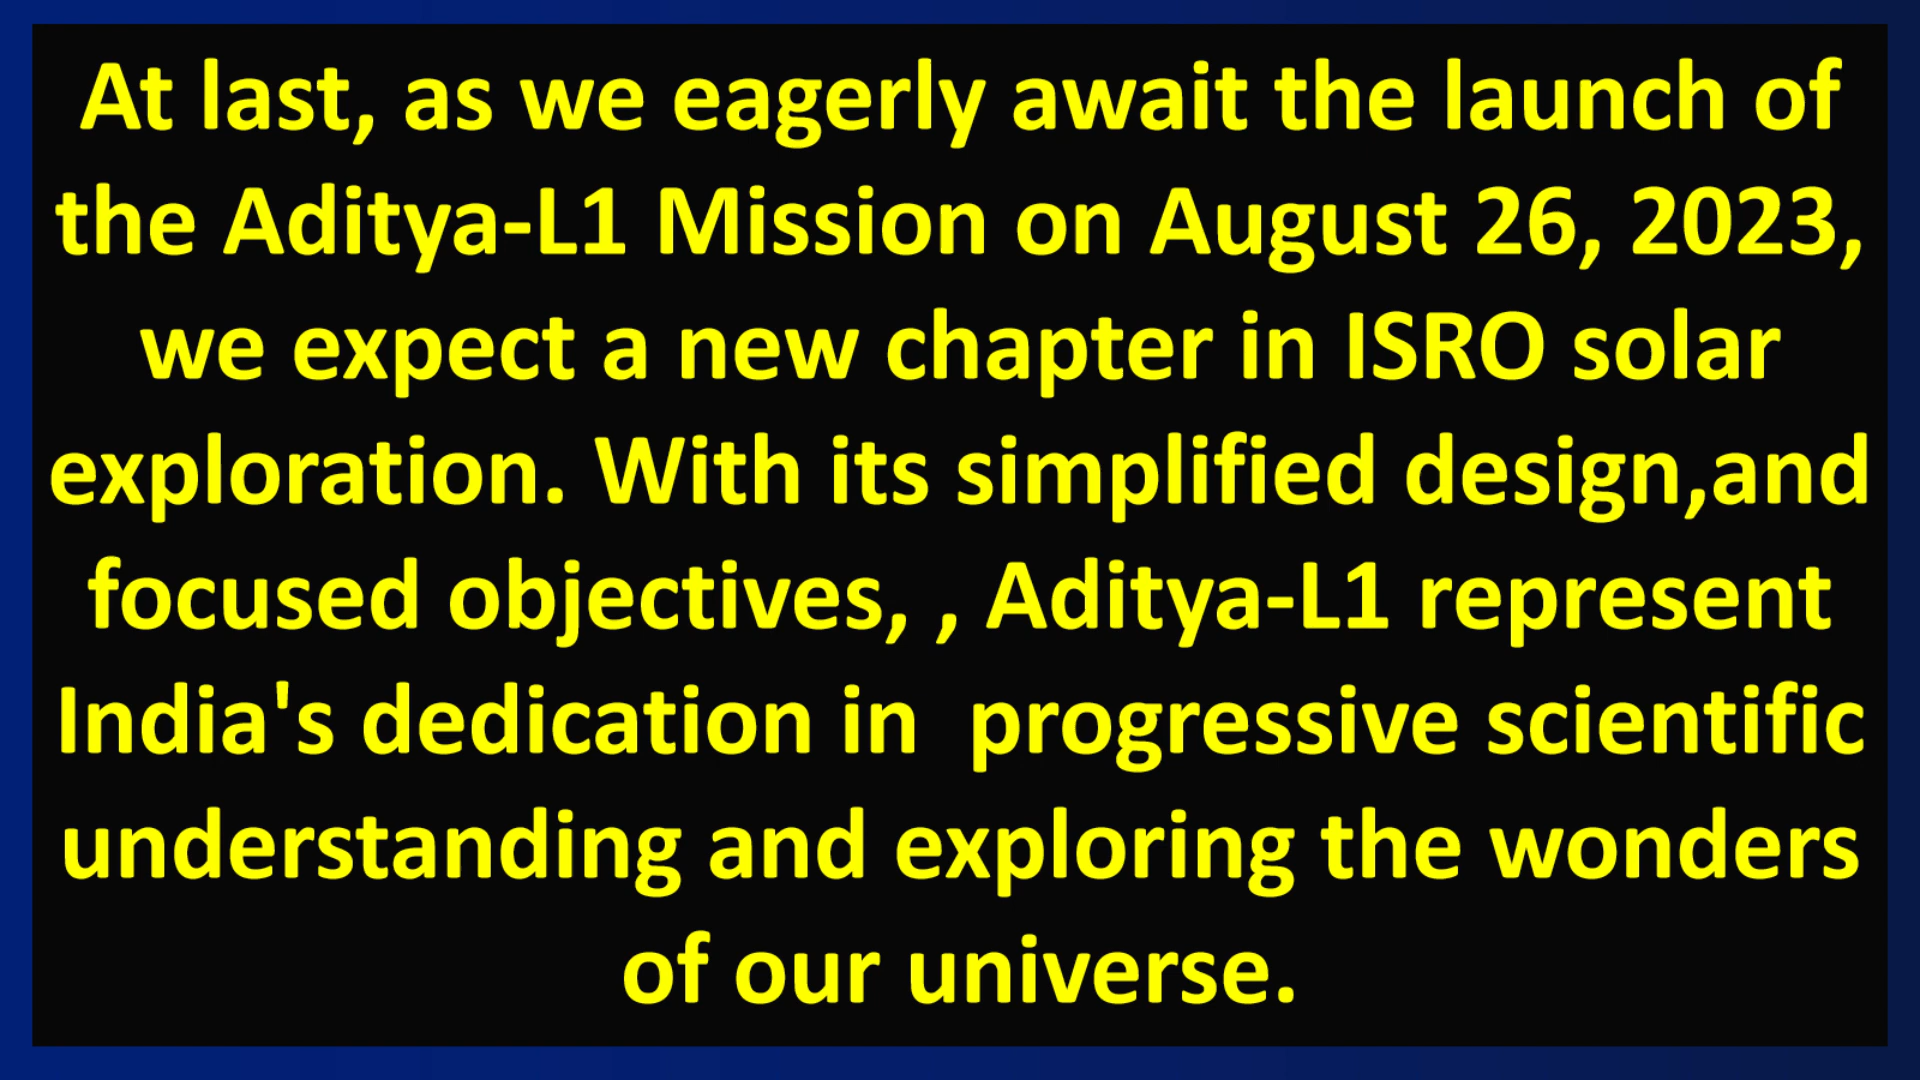 At last, as we eagerly await the launch of
the Aditya-L1 Mission on August 26, 2023,
we expect a new chapter in ISRO solar
exploration. With its simplified design,and
focused objectives, , Aditya-L1 represent
India's dedication in  progressive scientific
understanding and exploring the wonders
of our universe.